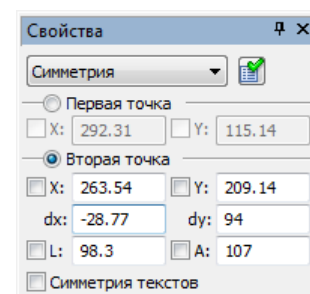 Свойства
Симметрия
Первая точка
X: 292.31 Y: 115.14
Вторая точка
X: 263.54 Y: 209.14
dx: -28.77 dy: 94
L: 98.3 A: 107
Симметрия текстов